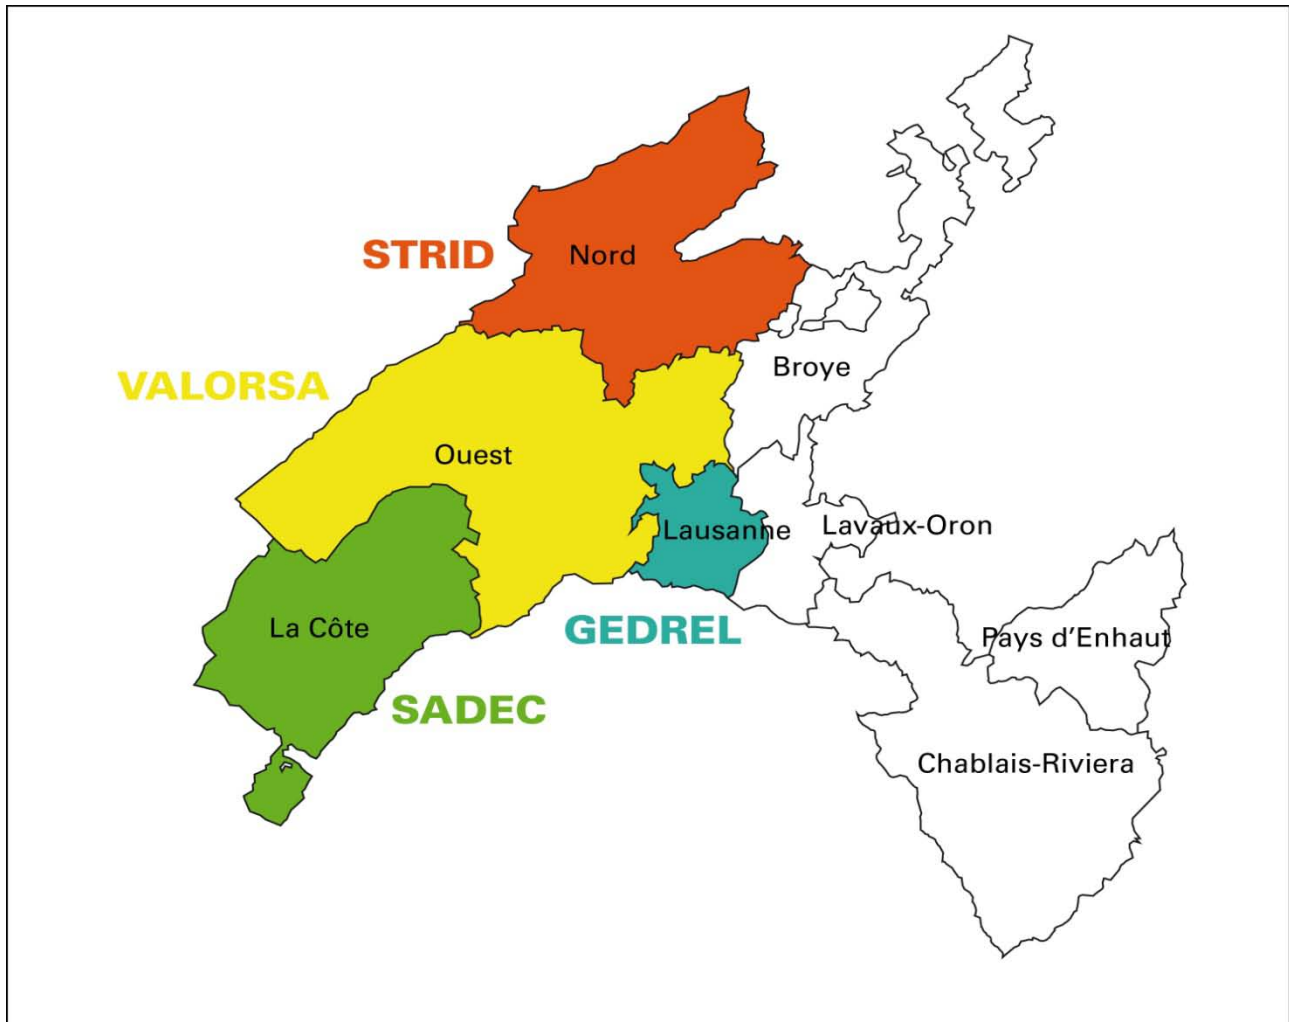 STRID
Nord
Broye
VALORSA
Ouest
Lausanne
Lavaux-Oron
La Côte
GEDREL
Pays d'Enhaut
SADEC
Chablais-Riviera